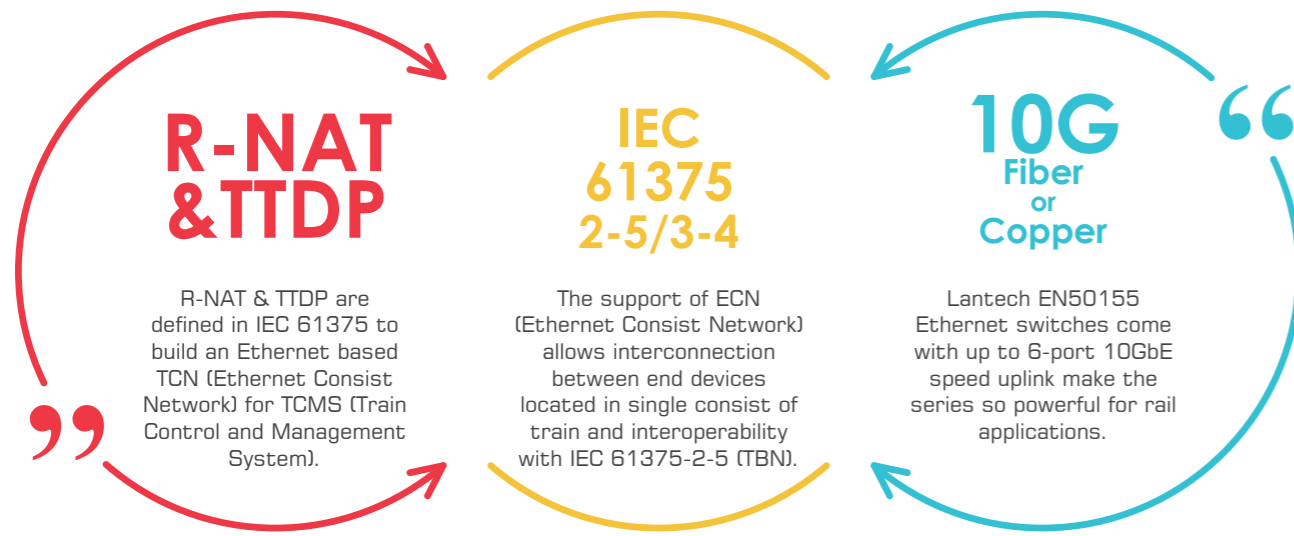 R-NAT
&TTDP
R-NAT & TTDP are
defined in IEC 61375 to
build an Ethernet based
TCN (Ethernet Consist
Network) for TCMS (Train
Control and Management
System).
IEC
61375
2-5/3-4
The support of ECN
(Ethernet Consist Network)
allows interconnection
between end devices
located in single consist of
train and interoperability
with IEC 61375-2-5 (TBN).
10G
Fiber
or
Copper
Lantech EN50155
Ethernet switches come
with up to 6-port 10GbE
speed uplink make the
series so powerful for rail
applications.